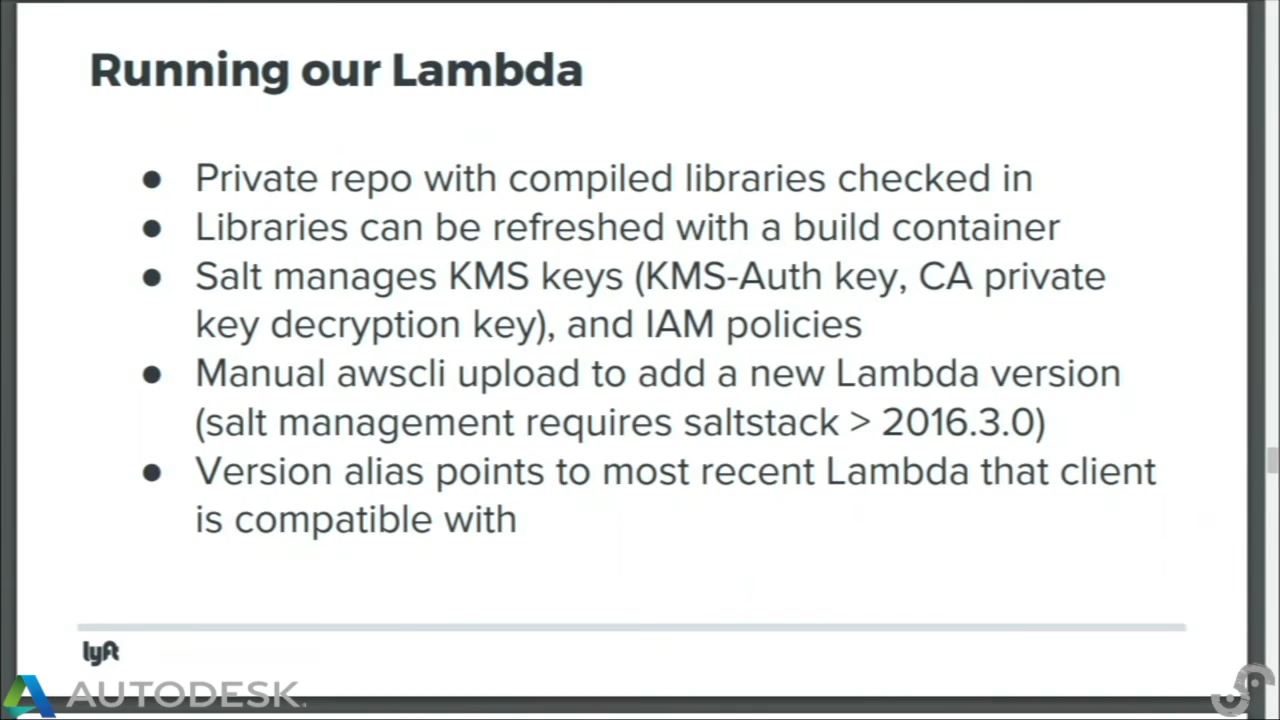 Running our Lambda
● Private repo with compiled libraries checked in
● Libraries can be refreshed with a build container
● Salt manages KMS keys (KMS-Auth key, CA private
key decryption key), and IAM policies
● Manual awscli upload to add a new Lambda version
(salt management requires saltstack > 2016.3.0)
● Version alias points to most recent Lambda that client
is compatible with
lyft
AUTODESK.